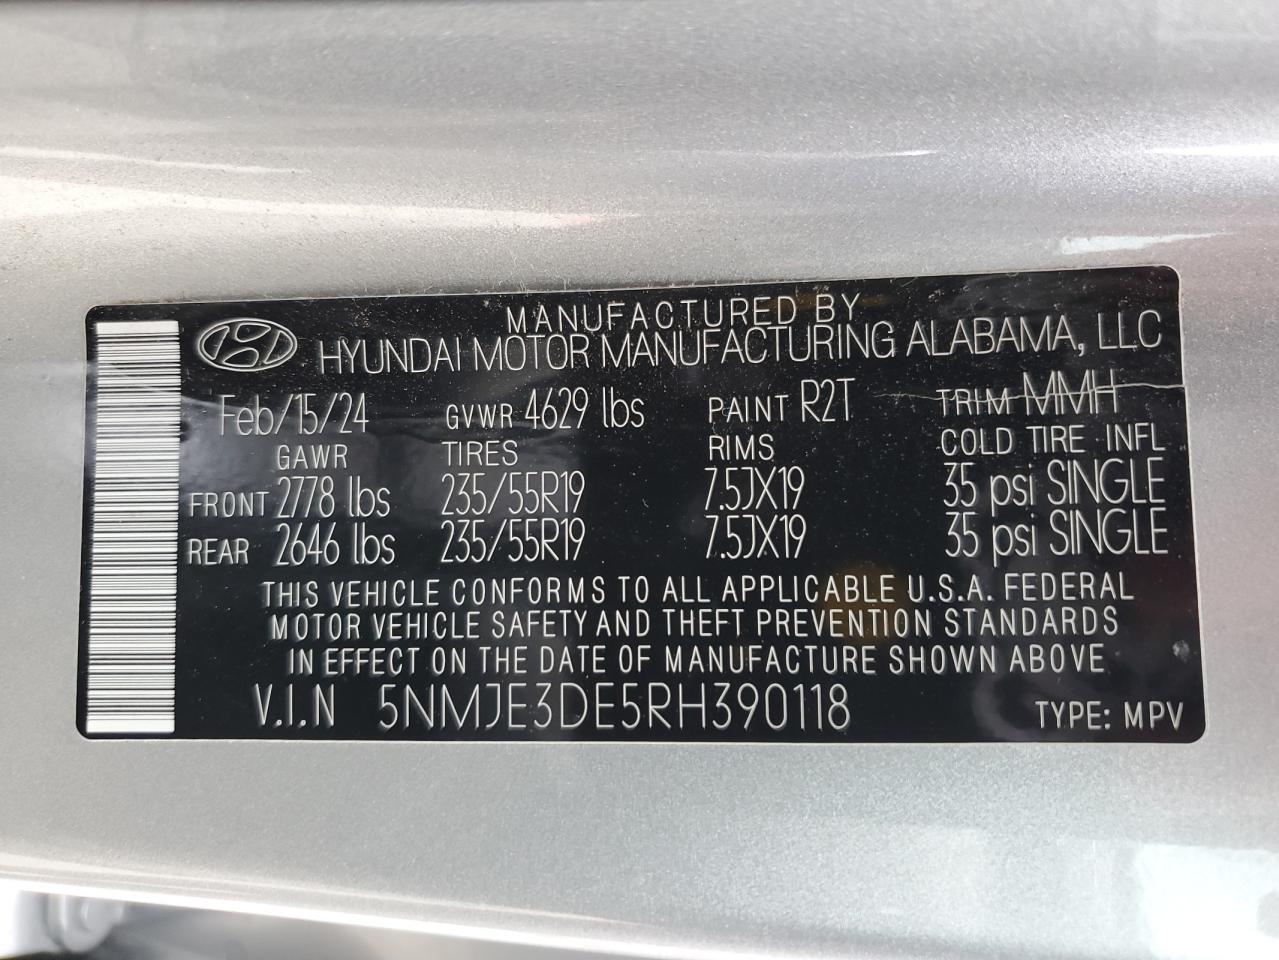 MANUFACTURED BY
HYUNDAI MOTOR MANUFACTURING ALABAMA, LLC
Feb/15/24 GVWR 4629 lbs PAINT R2T TRIM MMH
GAWR TIRES RIMS COLD TIRE INFL
FRONT 2778 lbs 235/55R19 7.5JX19 35 psi SINGLE
REAR 2646 lbs 235/55R19 7.5JX19 35 psi SINGLE
THIS VEHICLE CONFORMS TO ALL APPLICABLE U.S.A. FEDERAL
MOTOR VEHICLE SAFETY AND THEFT PREVENTION STANDARDS
IN EFFECT ON THE DATE OF MANUFACTURE SHOWN ABOVE
V.I.N 5NMJE3DE5RH390118 TYPE: MPV